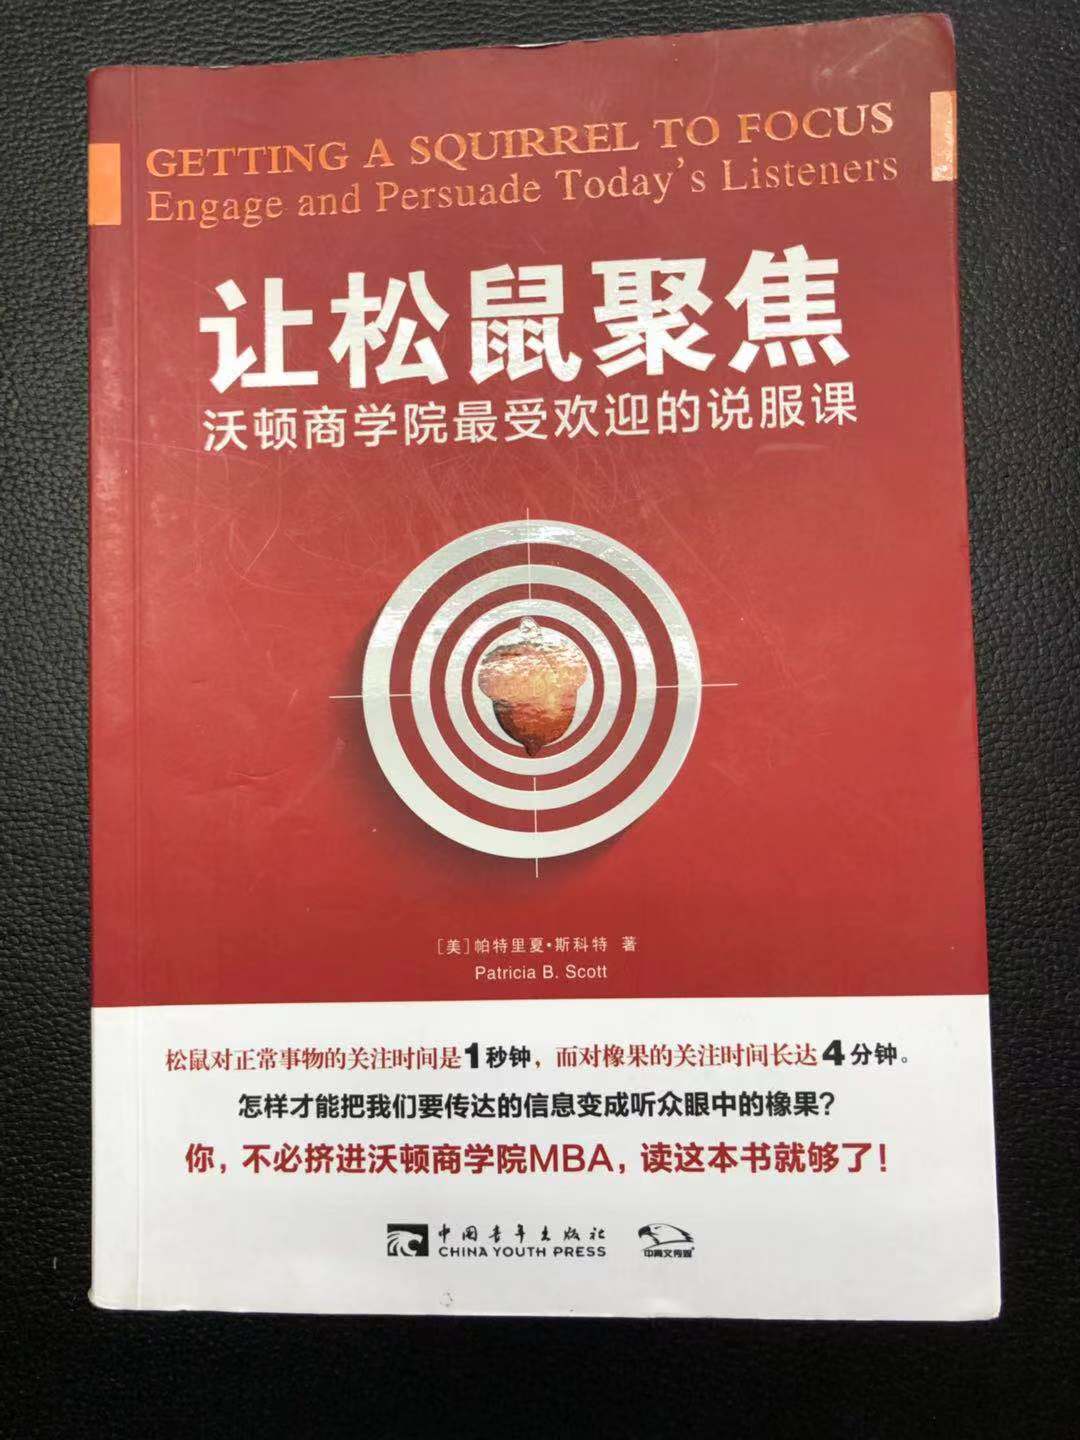 GETTING A SQUIRREL TO FOCUS
Engage and Persuade Today's Listeners
让松鼠聚焦
沃顿商学院最受欢迎的说服课
[美]帕特里夏·斯科特 著
Patricia B. Scott
松鼠对正常事物的关注时间是1秒钟，而对橡果的关注时间长达4分钟。
怎样才能把我们要传达的信息变成听众眼中的橡果？
你，不必挤进沃顿商学院MBA，读这本书就够了！
中国青年出版社
CHINA YOUTH PRESS
中青文传媒